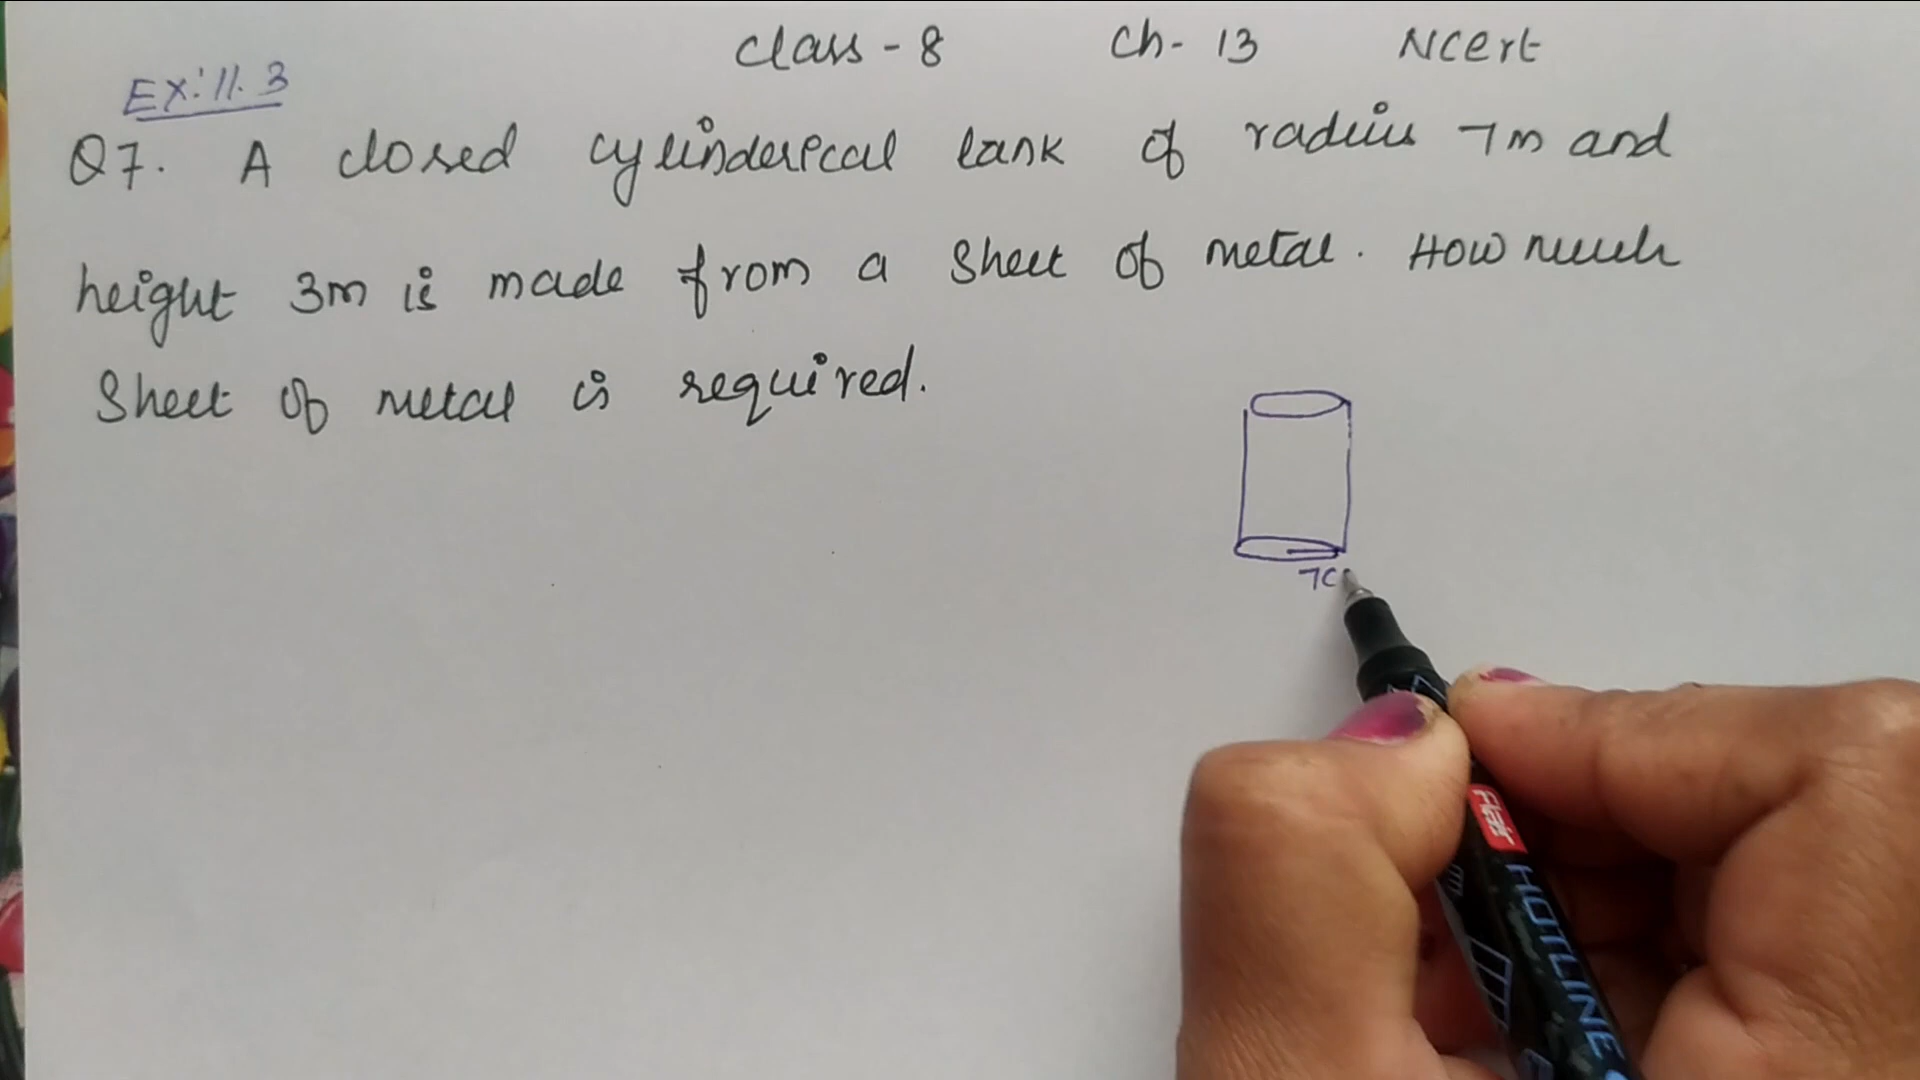 Class - 8 Ch- 13 Ncert
Ex: 11.3
Q7. A closed cylinderical tank of radius 7m and
height 3m is made from a sheet of metal. How much
Sheet of metal is required.
7c
Flair
HOTLINE